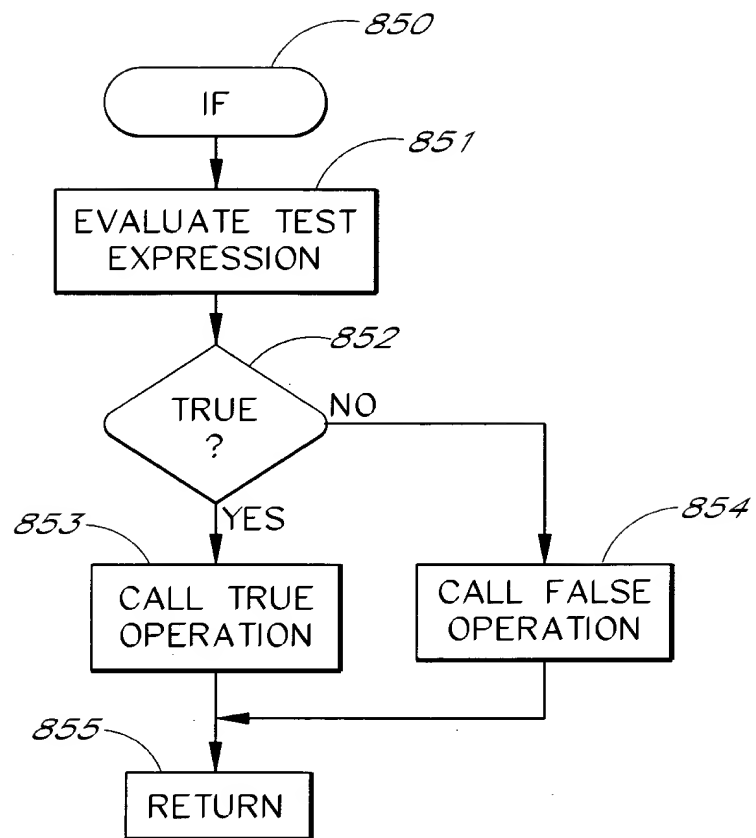 850
IF
851
EVALUATE TEST
EXPRESSION
852
TRUE
?
NO
YES
853
CALL TRUE
OPERATION
854
CALL FALSE
OPERATION
855
RETURN